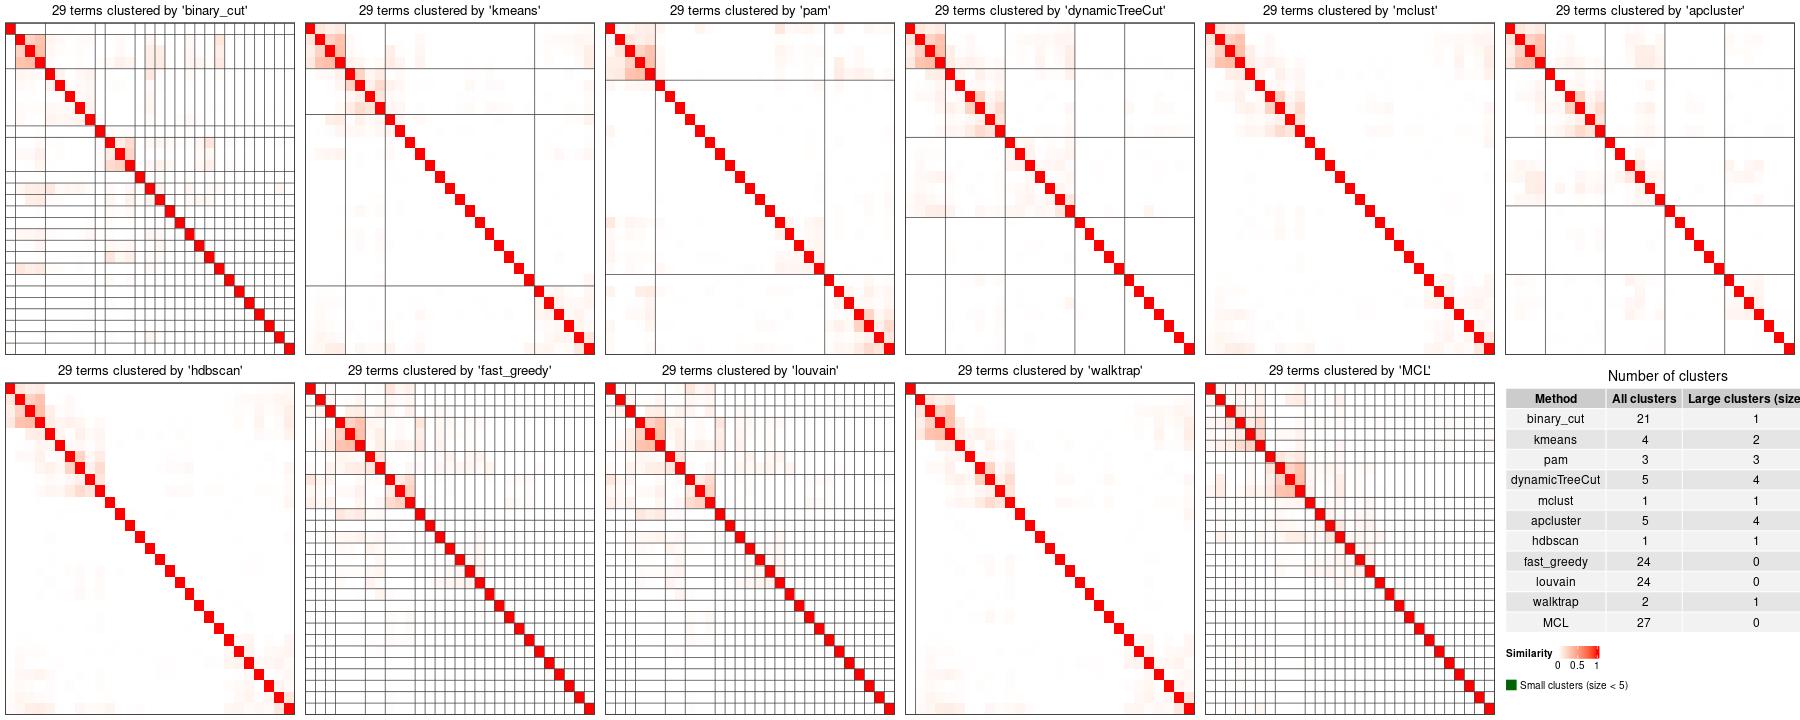 29 terms clustered by 'binary_cut'
29 terms clustered by 'kmeans'
29 terms clustered by 'pam'
29 terms clustered by 'dynamicTreeCut'
29 terms clustered by 'mclust'
29 terms clustered by 'apcluster'
29 terms clustered by 'hdbscan'
29 terms clustered by 'fast_greedy'
29 terms clustered by 'louvain'
29 terms clustered by 'walktrap'
29 terms clustered by 'MCL'
Number of clusters
Method All clusters Large clusters (size
binary_cut 21 1
kmeans 4 2
pam 3 3
dynamicTreeCut 5 4
mclust 1 1
apcluster 5 4
hdbscan 1 1
fast_greedy 24 0
louvain 24 0
walktrap 2 1
MCL 27 0
Similarity
0 0.5 1
Small clusters (size < 5)